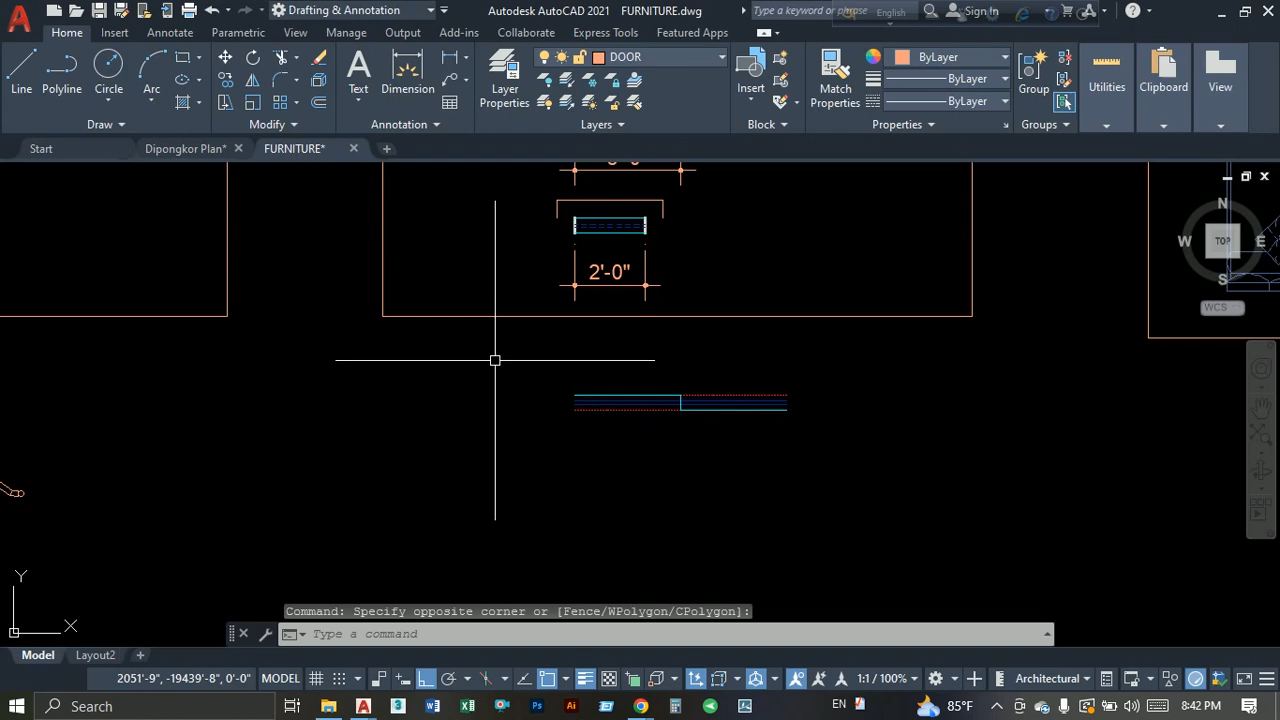 Drafting & Annotation
Autodesk AutoCAD 2021 FURNITURE.dwg
Type a keyword or phrase
English
Sign In
Home Insert Annotate Parametric View Manage Output Add-ins Collaborate Express Tools Featured Apps
DOOR
ByLayer
ByLayer
ByLayer
Line Polyline Circle Arc
Text Dimension
Layer
Properties
Insert
Match
Properties
Group
Utilities Clipboard View
Draw Modify Annotation Layers Block Properties Groups
Start Dipongkor Plan* FURNITURE*
N
W TOP E
S
WCS
2'-0"
Y
X
Command: Specify opposite corner or [Fence/WPolygon/CPolygon]:
Type a command
Model Layout2
2051'-9", -19439'-8", 0'-0" MODEL 1:1 / 100% Architectural
Search
85°F
EN
8:42 PM